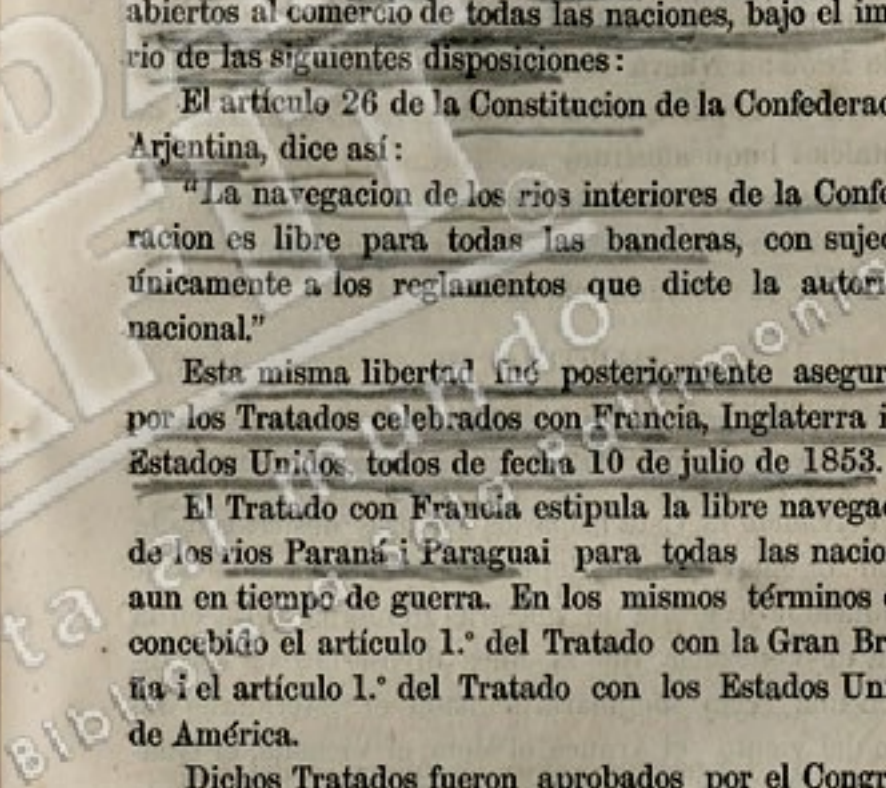 abiertos al comercio de todas las naciones, bajo el im
rio de las siguientes disposiciones:
El artículo 26 de la Constitucion de la Confederac
Arjentina, dice así:
"La navegacion de los rios interiores de la Confe
racion es libre para todas las banderas, con sujec
únicamente a los reglamentos que dicte la autori
nacional."
Esta misma libertad fué posteriormente asegur
por los Tratados celebrados con Francia, Inglaterra i
Estados Unidos, todos de fecha 10 de julio de 1853.
El Tratado con Francia estipula la libre navegac
de los rios Paraná i Paraguai para todas las nacio
aun en tiempo de guerra. En los mismos términos
concebido el artículo 1.° del Tratado con la Gran Br
ña i el artículo 1.° del Tratado con los Estados Un
de América.
Dichos Tratados fueron aprobados por el Congr
ta al mundo